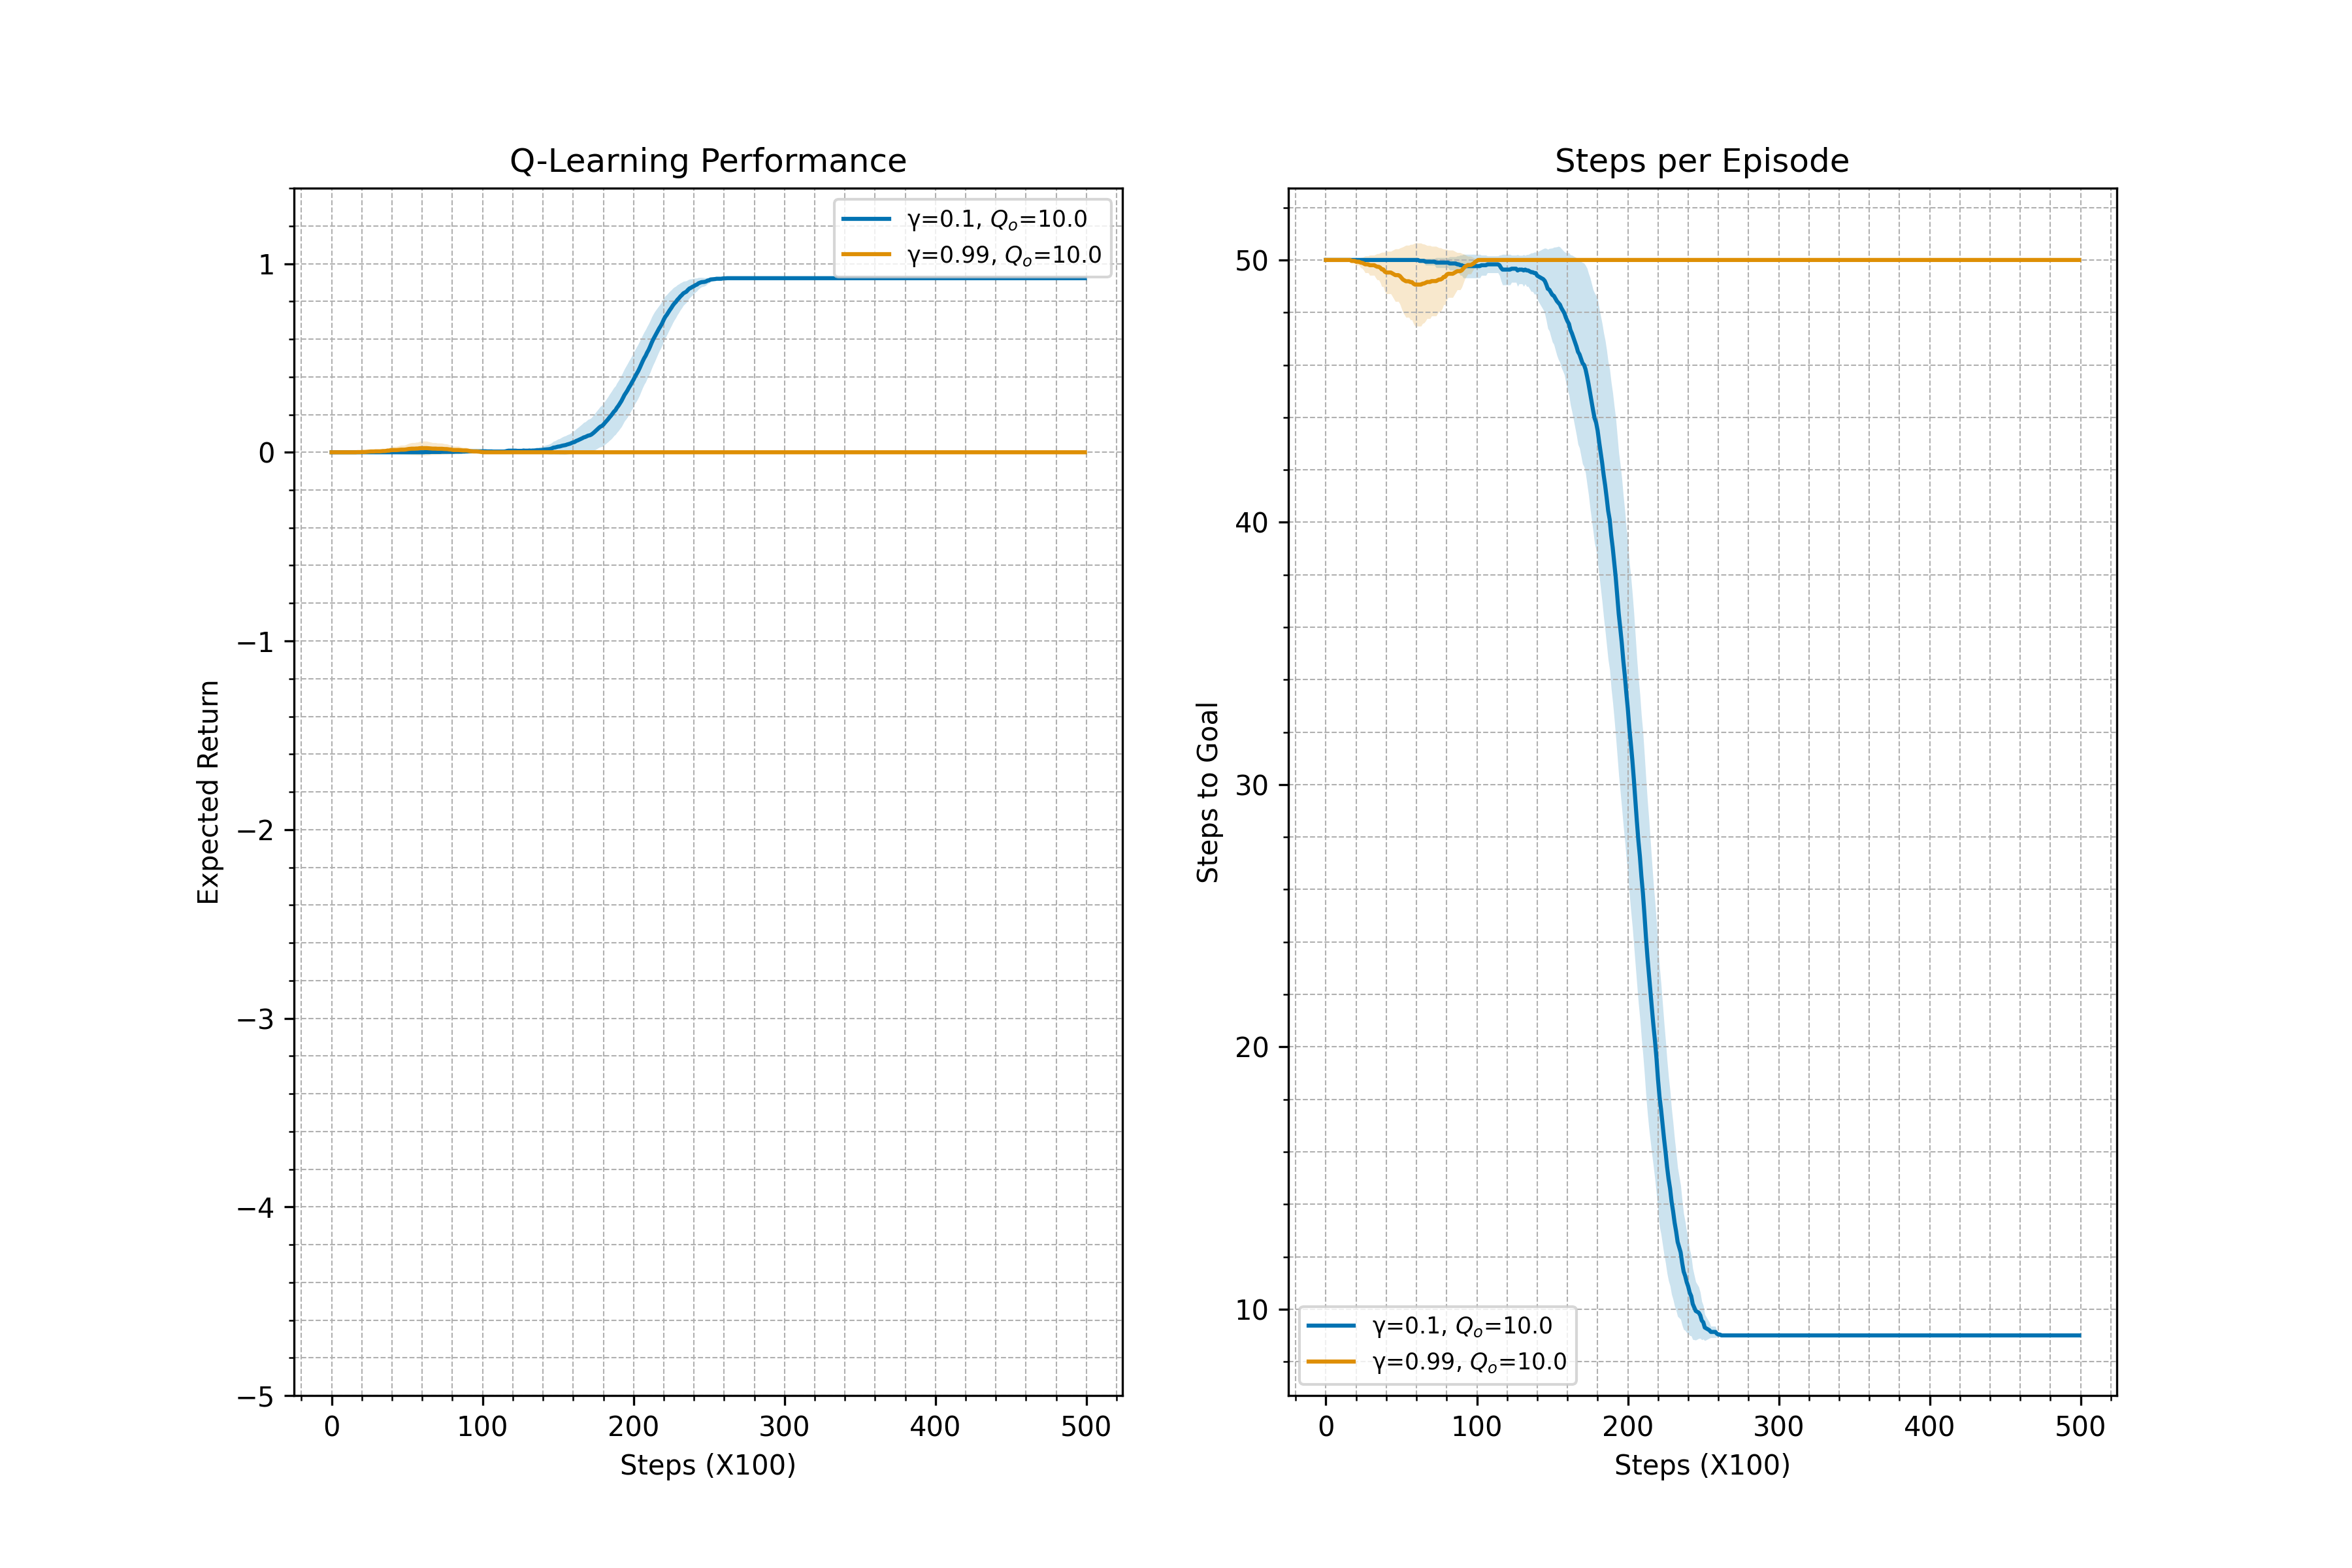 Q-Learning Performance
γ=0.1, Qo=10.0
γ=0.99, Qo=10.0
1
0
−1
−2
−3
−4
−5
Expected Return
0 100 200 300 400 500
Steps (X100)
Steps per Episode
50
40
30
20
10
Steps to Goal
γ=0.1, Qo=10.0
γ=0.99, Qo=10.0
0 100 200 300 400 500
Steps (X100)